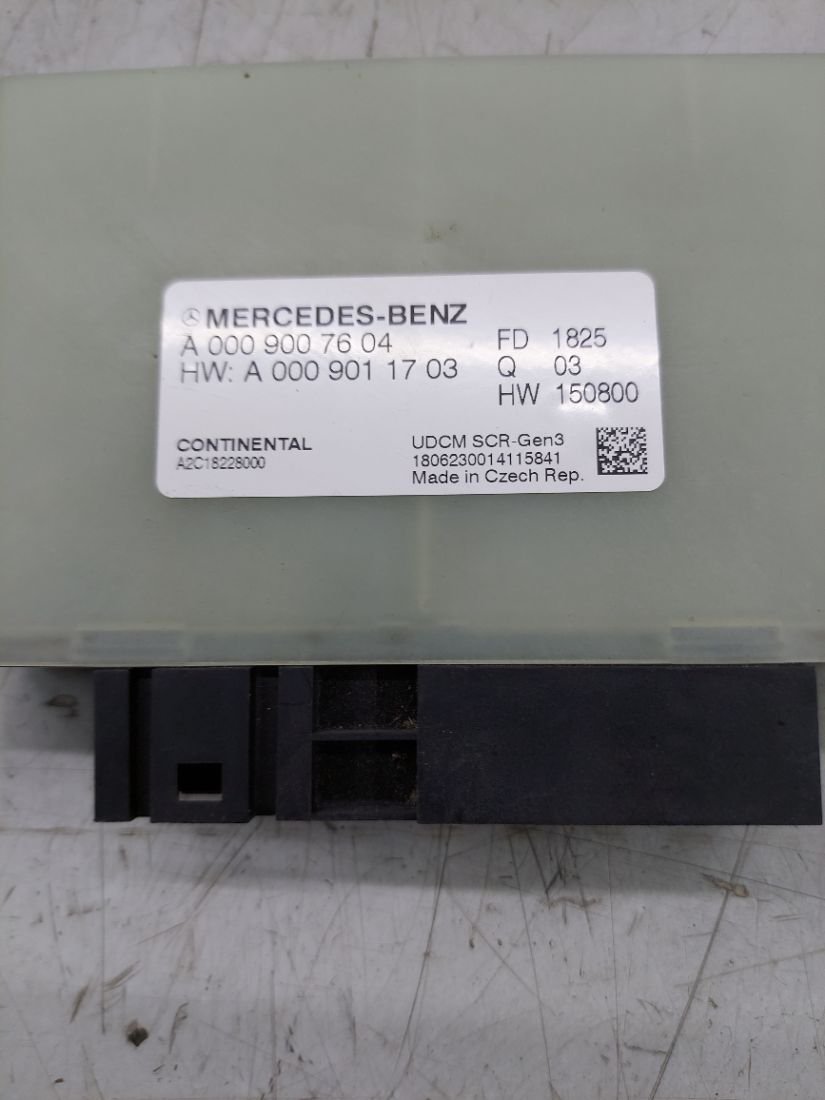 MERCEDES-BENZ
A 000 900 76 04
HW: A 000 901 17 03
FD 1825
Q 03
HW 150800
CONTINENTAL
A2C18228000
UDCM SCR-Gen3
1806230014115841
Made in Czech Rep.